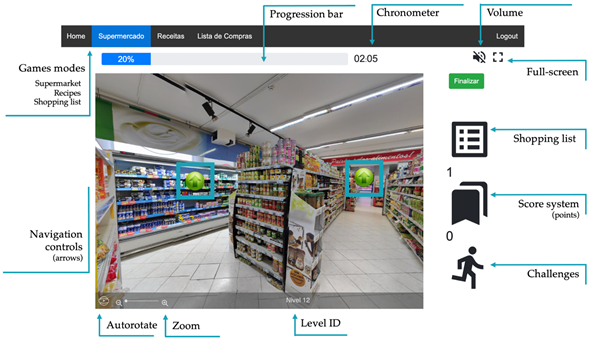 Progression bar
Chronometer
Volume
Home
Supermercado
Receitas
Lista de Compras
Logout
20%
02:05
Games modes
Supermarket
Recipes
Shopping list
Full-screen
Finalizar
Shopping list
1
Score system
(points)
0
Navigation
controls
(arrows)
Challenges
Nivel 12
Autorotate
Zoom
Level ID